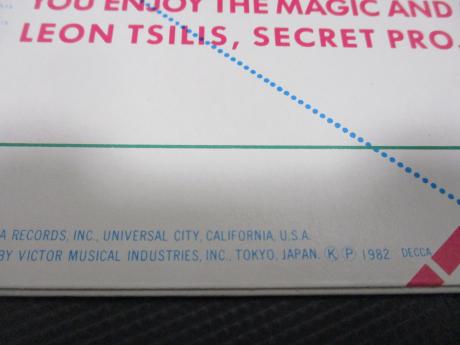 YOU ENJOY THE MAGIC AND
LEON TSILIS, SECRET PRO.
A RECORDS, INC., UNIVERSAL CITY, CALIFORNIA, U.S.A.
BY VICTOR MUSICAL INDUSTRIES, INC., TOKYO, JAPAN. Ⓚ Ⓟ 1982 DECCA